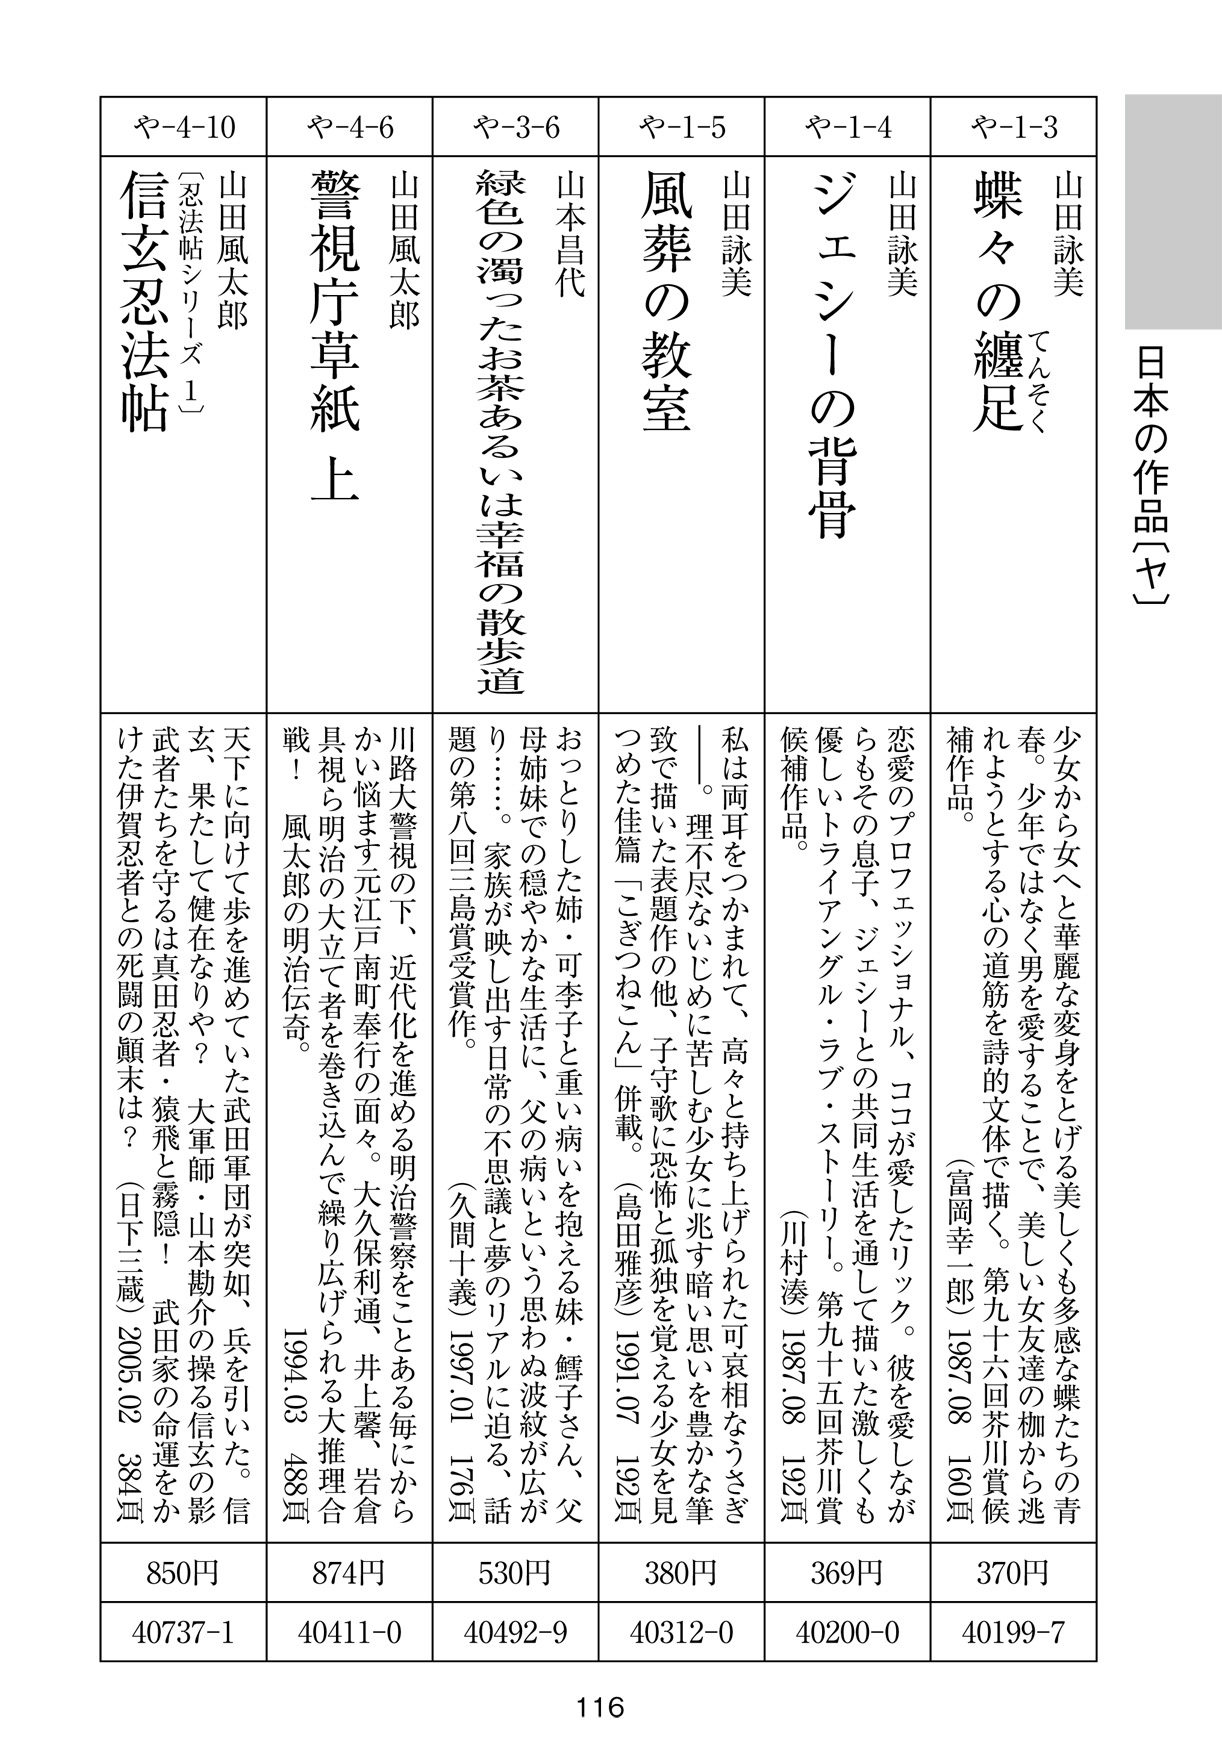 日本の作品〔ヤ〕
や-1-3
山田詠美
蝶々の纏足
てんそく
少女から女へと華麗な変身をとげる美しくも多感な蝶たちの青
春。少年ではなく男を愛することで、美しい女友達の枷から逃
れようとする心の道筋を詩的文体で描く。第九十六回芥川賞候
補作品。
（富岡幸一郎）1987.08 160頁
370円
40199-7
や-1-4
山田詠美
ジェシーの背骨
恋愛のプロフェッショナル、ココが愛したリック。彼を愛しなが
らもその息子、ジェシーとの共同生活を通して描いた激しくも
優しいトライアングル・ラブ・ストーリー。第九十五回芥川賞
候補作品。
（川村湊）1987.08 192頁
369円
40200-0
や-1-5
山田詠美
風葬の教室
私は両耳をつかまれて、高々と持ち上げられた可哀相なうさぎ
――。理不尽ないじめに苦しむ少女に兆す暗い思いを豊かな筆
致で描いた表題作の他、子守歌に恐怖と孤独を覚える少女を見
つめた佳篇「こぎつねこん」併載。（島田雅彦）1991.07 192頁
380円
40312-0
や-3-6
山本昌代
緑色の濁ったお茶あるいは幸福の散歩道
おっとりした姉・可李子と重い病いを抱える妹・鱈子さん、父
母姉妹での穏やかな生活に、父の病いという思わぬ波紋が広が
り……。家族が映し出す日常の不思議と夢のリアルに迫る、話
題の第八回三島賞受賞作。
（久間十義）1997.01 176頁
530円
40492-9
や-4-6
山田風太郎
警視庁草紙 上
川路大警視の下、近代化を進める明治警察をことある毎にから
かい悩ます元江戸南町奉行の面々。大久保利通、井上馨、岩倉
具視ら明治の大立て者を巻き込んで繰り広げられる大推理合
戦！ 風太郎の明治伝奇。
1994.03 488頁
874円
40411-0
や-4-10
山田風太郎
〔忍法帖シリーズ 1〕
信玄忍法帖
天下に向けて歩を進めていた武田軍団が突如、兵を引いた。信
玄、果たして健在なりや？ 大軍師・山本勘介の操る信玄の影
武者たちを守るは真田忍者・猿飛と霧隠！ 武田家の命運をか
けた伊賀忍者との死闘の顚末は？ （日下三蔵）2005.02 384頁
850円
40737-1
116